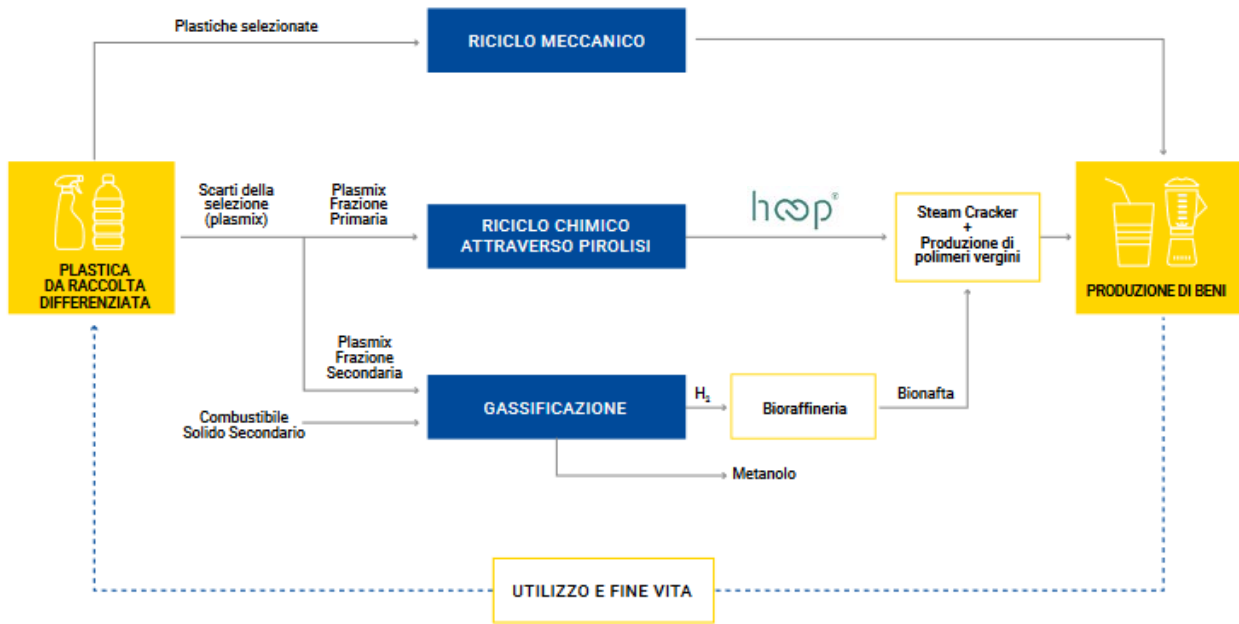 Plastiche selezionate
RICICLO MECCANICO
PLASTICA
DA RACCOLTA
DIFFERENZIATA
Scarti della
selezione
(plasmix)
Plasmix
Frazione
Primaria
RICICLO CHIMICO
ATTRAVERSO PIROLISI
hoop®
Steam Cracker
+
Produzione di
polimeri vergini
PRODUZIONE DI BENI
Plasmix
Frazione
Secondaria
Combustibile
Solido Secondario
GASSIFICAZIONE
H₂
Bioraffineria
Bionafta
Metanolo
UTILIZZO E FINE VITA